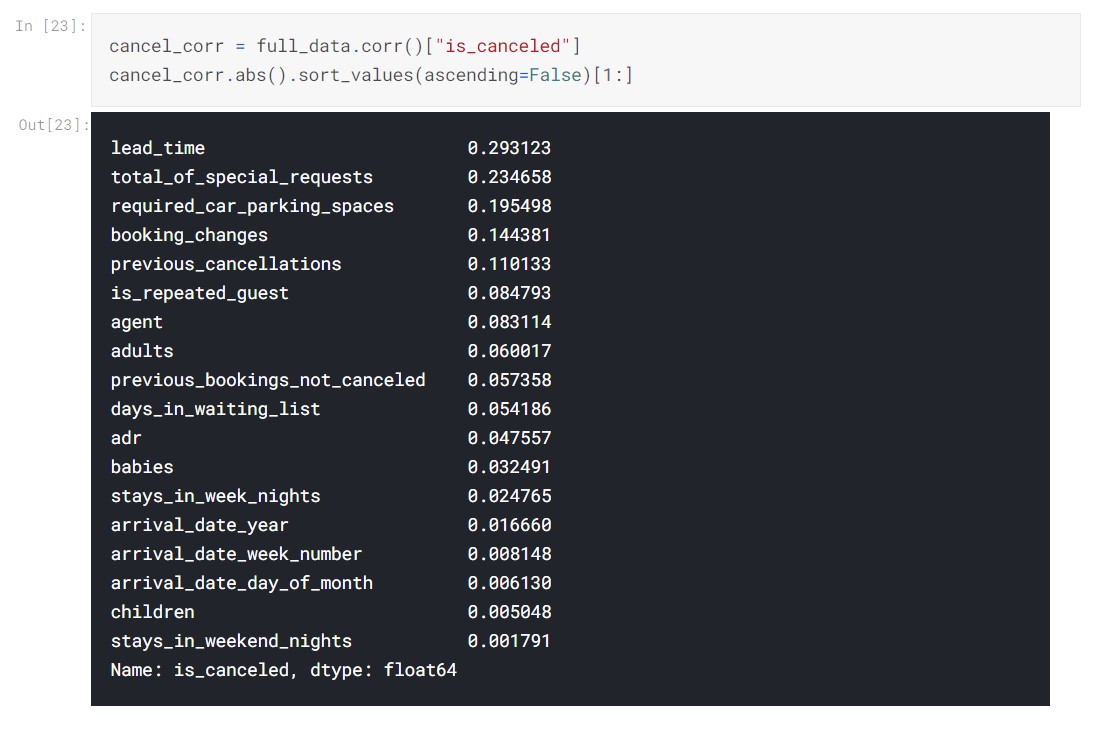 In [23]:
cancel_corr = full_data.corr()["is_canceled"]
cancel_corr.abs().sort_values(ascending=False)[1:]
Out[23]:
lead_time 0.293123
total_of_special_requests 0.234658
required_car_parking_spaces 0.195498
booking_changes 0.144381
previous_cancellations 0.110133
is_repeated_guest 0.084793
agent 0.083114
adults 0.060017
previous_bookings_not_canceled 0.057358
days_in_waiting_list 0.054186
adr 0.047557
babies 0.032491
stays_in_week_nights 0.024765
arrival_date_year 0.016660
arrival_date_week_number 0.008148
arrival_date_day_of_month 0.006130
children 0.005048
stays_in_weekend_nights 0.001791
Name: is_canceled, dtype: float64